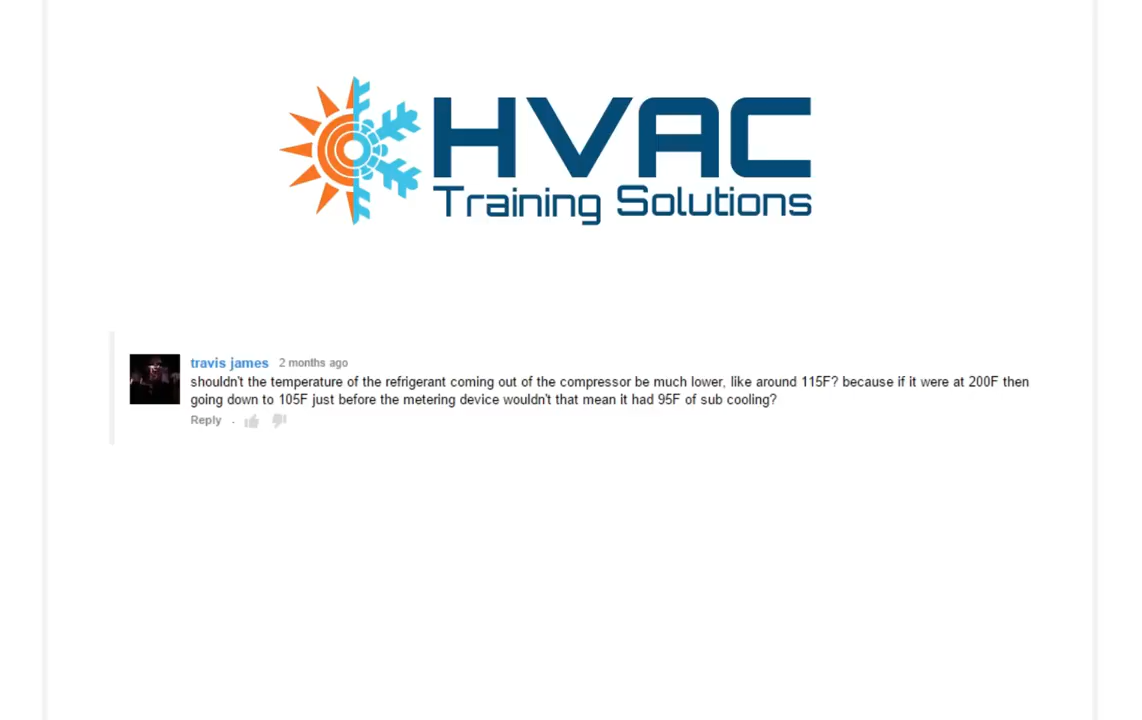 HVAC
Training Solutions
travis james 2 months ago
shouldn't the temperature of the refrigerant coming out of the compressor be much lower, like around 115F? because if it were at 200F then
going down to 105F just before the metering device wouldn't that mean it had 95F of sub cooling?
Reply .